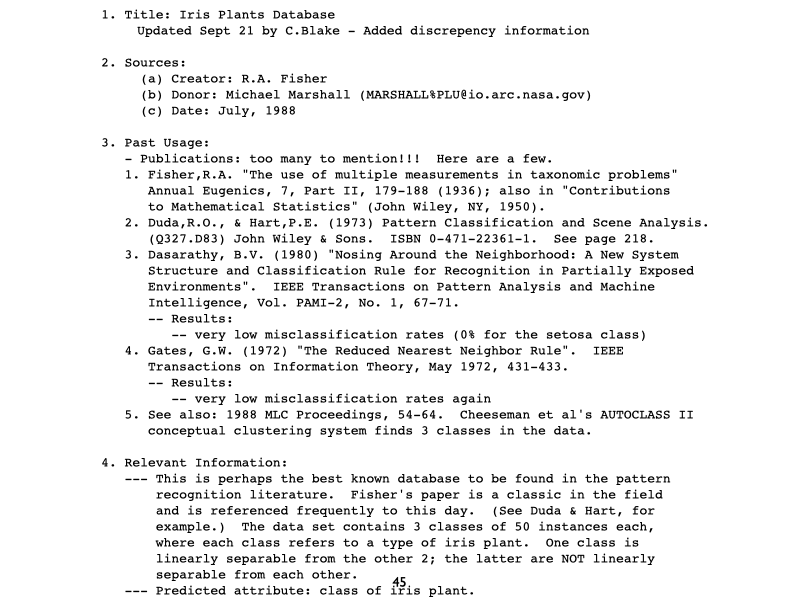 1. Title: Iris Plants Database
Updated Sept 21 by C.Blake - Added discrepency information
2. Sources:
(a) Creator: R.A. Fisher
(b) Donor: Michael Marshall (MARSHALL%PLU@io.arc.nasa.gov)
(c) Date: July, 1988
3. Past Usage:
- Publications: too many to mention!!!  Here are a few.
1. Fisher,R.A. "The use of multiple measurements in taxonomic problems"
Annual Eugenics, 7, Part II, 179-188 (1936); also in "Contributions
to Mathematical Statistics" (John Wiley, NY, 1950).
2. Duda,R.O., & Hart,P.E. (1973) Pattern Classification and Scene Analysis.
(Q327.D83) John Wiley & Sons.  ISBN 0-471-22361-1.  See page 218.
3. Dasarathy, B.V. (1980) "Nosing Around the Neighborhood: A New System
Structure and Classification Rule for Recognition in Partially Exposed
Environments".  IEEE Transactions on Pattern Analysis and Machine
Intelligence, Vol. PAMI-2, No. 1, 67-71.
-- Results:
-- very low misclassification rates (0% for the setosa class)
4. Gates, G.W. (1972) "The Reduced Nearest Neighbor Rule".  IEEE
Transactions on Information Theory, May 1972, 431-433.
-- Results:
-- very low misclassification rates again
5. See also: 1988 MLC Proceedings, 54-64.  Cheeseman et al's AUTOCLASS II
conceptual clustering system finds 3 classes in the data.
4. Relevant Information:
--- This is perhaps the best known database to be found in the pattern
recognition literature.  Fisher's paper is a classic in the field
and is referenced frequently to this day.  (See Duda & Hart, for
example.)  The data set contains 3 classes of 50 instances each,
where each class refers to a type of iris plant.  One class is
linearly separable from the other 2; the latter are NOT linearly
separable from each other.
45
--- Predicted attribute: class of iris plant.